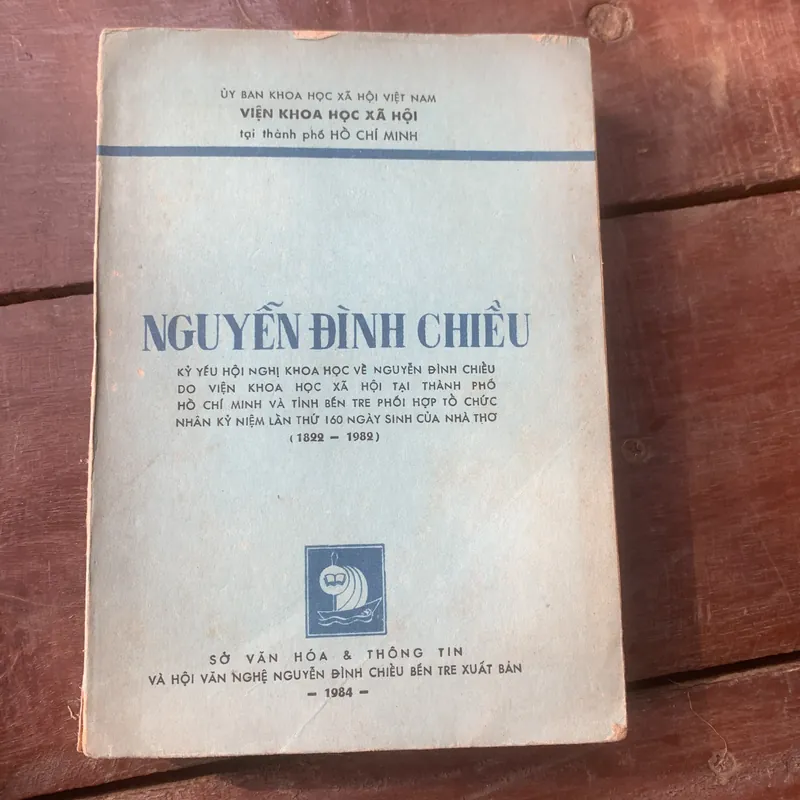 ỦY BAN KHOA HỌC XÃ HỘI VIỆT NAM
VIỆN KHOA HỌC XÃ HỘI
tại thành phố HỒ CHÍ MINH
NGUYỄN ĐÌNH CHIỂU
KỶ YẾU HỘI NGHỊ KHOA HỌC VỀ NGUYỄN ĐÌNH CHIỂU
DO VIỆN KHOA HỌC XÃ HỘI TẠI THÀNH PHỐ
HỒ CHÍ MINH VÀ TỈNH BẾN TRE PHỐI HỢP TỔ CHỨC
NHÂN KỶ NIỆM LẦN THỨ 160 NGÀY SINH CỦA NHÀ THƠ
(1822 - 1982)
SỞ VĂN HÓA & THÔNG TIN
VÀ HỘI VĂN NGHỆ NGUYỄN ĐÌNH CHIỂU BẾN TRE XUẤT BẢN
- 1984 -